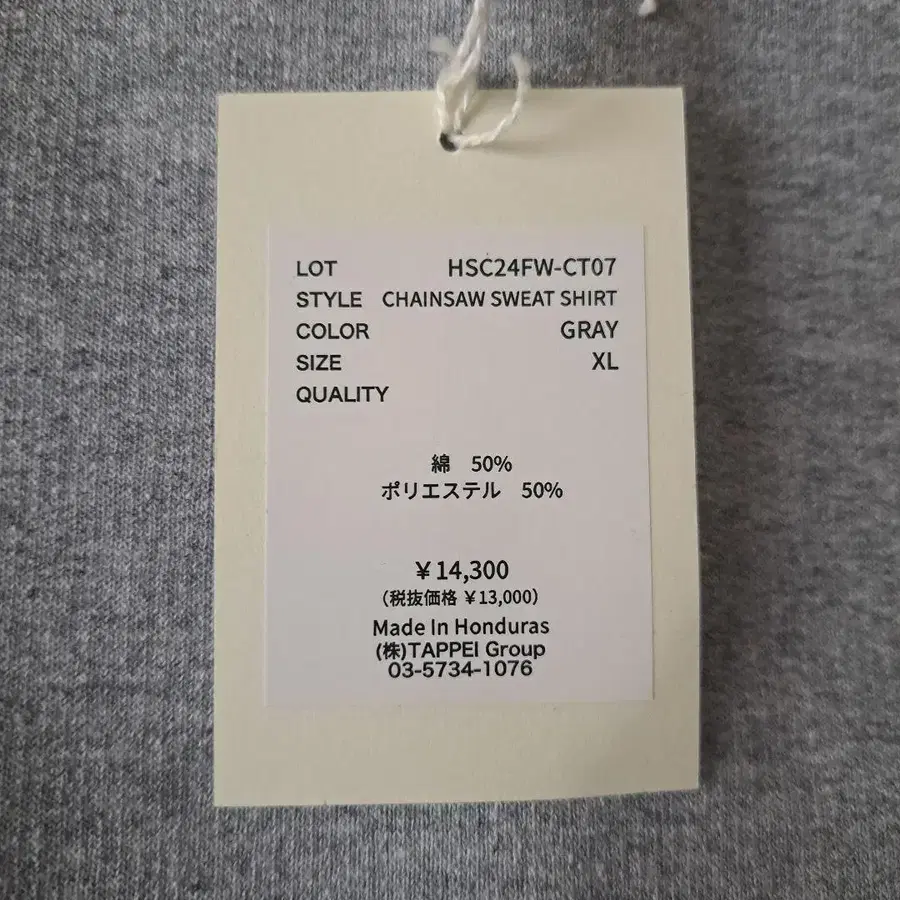 LOT HSC24FW-CT07
STYLE CHAINSAW SWEAT SHIRT
COLOR GRAY
SIZE XL
QUALITY
綿 50%
ポリエステル 50%
￥14,300
（税抜価格 ￥13,000）
Made In Honduras
(株)TAPPEI Group
03-5734-1076